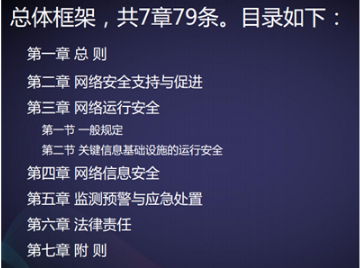 总体框架，共7章79条。目录如下：
第一章 总 则
第二章 网络安全支持与促进
第三章 网络运行安全
第一节 一般规定
第二节 关键信息基础设施的运行安全
第四章 网络信息安全
第五章 监测预警与应急处置
第六章 法律责任
第七章 附 则